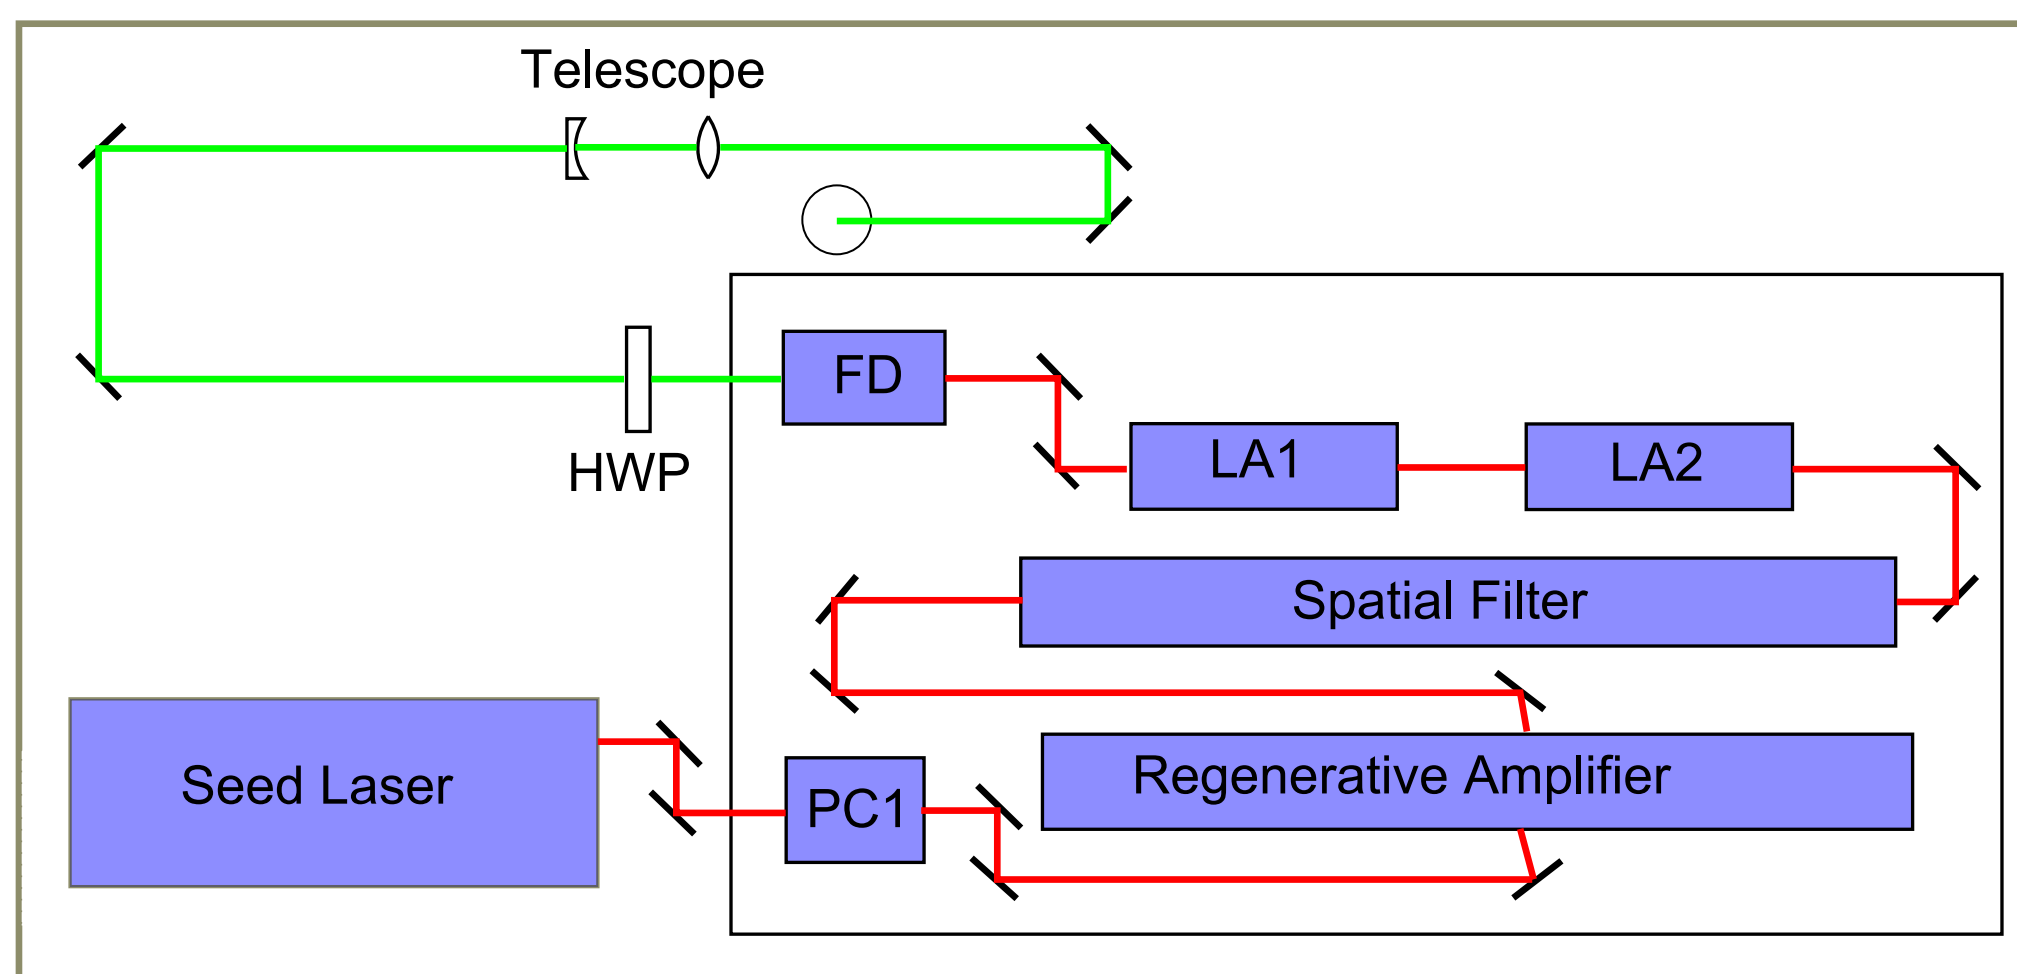 Telescope
FD
HWP
LA1
LA2
Spatial Filter
Seed Laser
PC1
Regenerative Amplifier